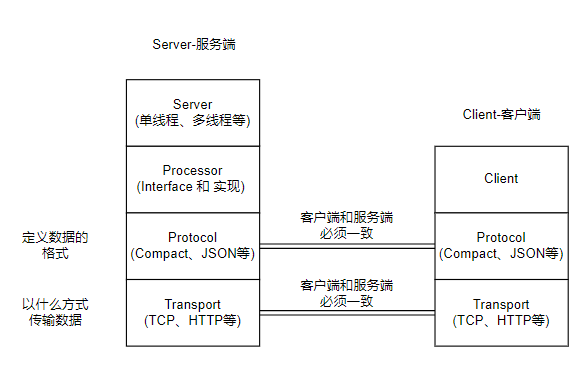 Server-服务端
Server
(单线程、多线程等)
Client-客户端
Processor
(Interface 和 实现)
Client
定义数据的
格式
Protocol
(Compact、JSON等)
客户端和服务端
必须一致
Protocol
(Compact、JSON等)
以什么方式
传输数据
Transport
(TCP、HTTP等)
客户端和服务端
必须一致
Transport
(TCP、HTTP等)